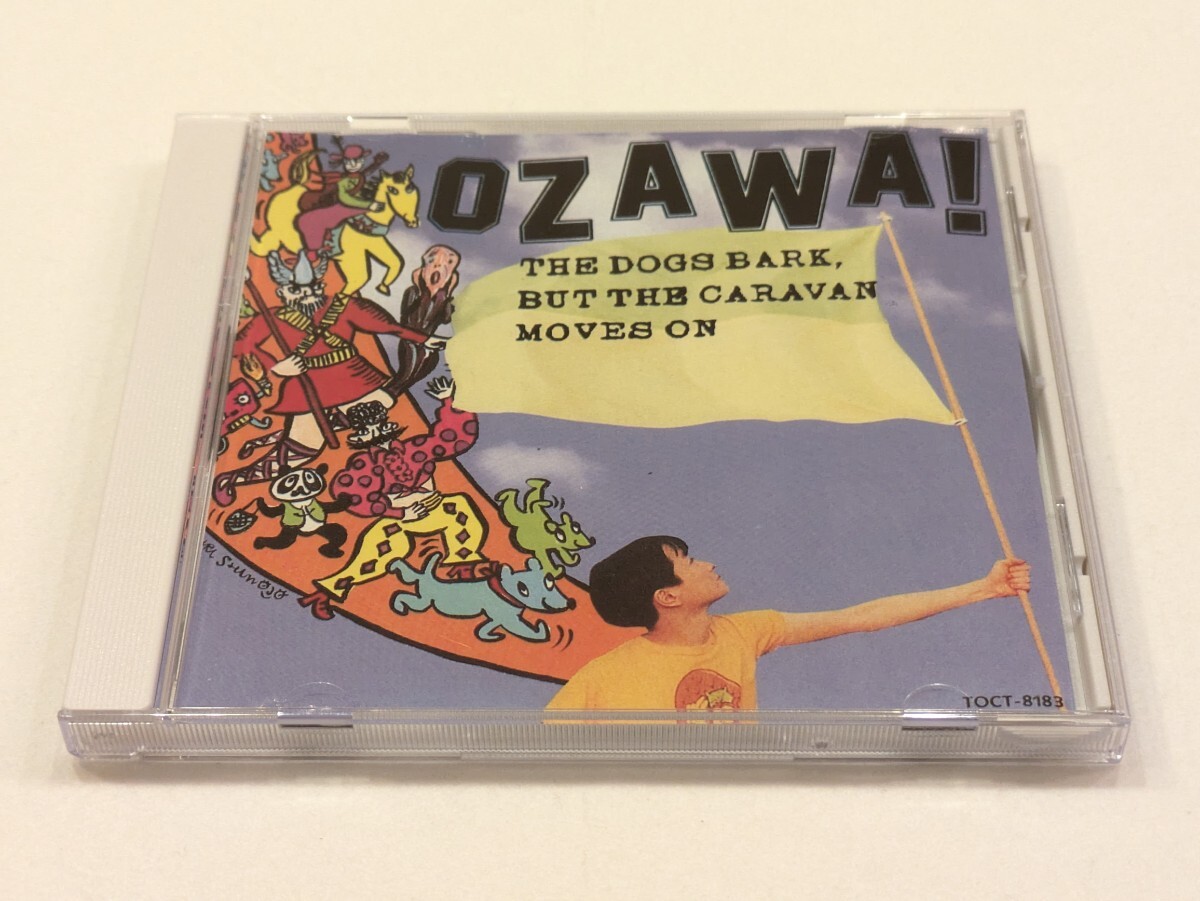 OZAWA!
THE DOGS BARK,
BUT THE CARAVAN
MOVES ON
TOCT-8183